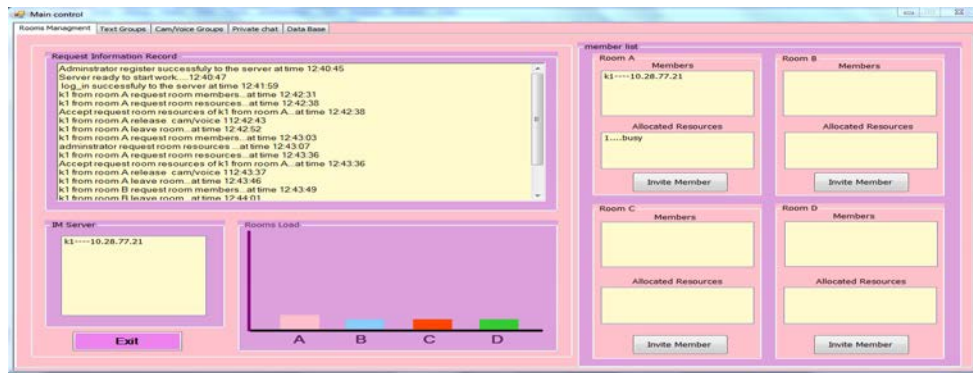 Main control
Rooms Managment Text Groups Cam/Voice Groups Private chat Data Base
Request Information Record
Adminstrator register successfuly to the server at time 12:40:45
Server ready to start work....12:40:47
log_in successfuly to the server at time 12:41:59
k1 from room A request room members...at time 12:42:31
k1 from room A request room resources...at time 12:42:38
Accept request room resources of k1 from room A...at time 12:42:38
k1 from room A release cam/voice 112:42:43
k1 from room A leave room...at time 12:42:52
k1 from room A request room members...at time 12:43:03
adminstrator request room resources ...at time 12:43:07
k1 from room A request room resources...at time 12:43:36
Accept request room resources of k1 from room A...at time 12:43:36
k1 from room A release cam/voice 112:43:37
k1 from room A leave room...at time 12:43:46
k1 from room B request room members...at time 12:43:49
k1 from room B leave room...at time 12:44:01
IM Server
k1----10.28.77.21
Exit
Rooms Load
A B C D
member list
Room A
Members
k1----10.28.77.21
Allocated Resources
1....busy
Invite Member
Room B
Members
Allocated Resources
Invite Member
Room C
Members
Allocated Resources
Invite Member
Room D
Members
Allocated Resources
Invite Member